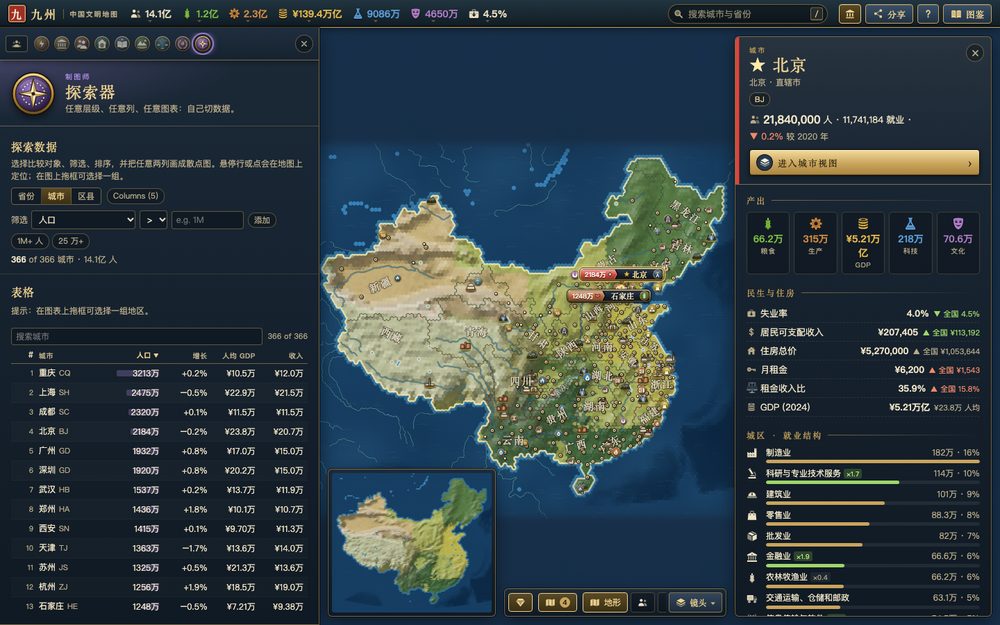 九 九州 中国文明地图 14.1亿 1.2亿 2.3亿 ¥139.4万亿 9086万 4650万 4.5% 搜索城市与省份 / 分享 ? 图鉴
制图师
探索器
任意层级、任意列、任意图表：自己切数据。
探索数据
选择比较对象、筛选、排序，并把任意两列画成散点图。悬停行或点会在地图上
定位；在图上拖框可选择一组。
省份 城市 区县 Columns (5)
筛选 人口 > e.g. 1M 添加
1M+ 人 25 万+
366 of 366 城市 · 14.1亿 人
表格
提示：在图表上拖框可选择一组地区。
搜索城市 366 of 366
# 城市 人口 ▼ 增长 人均 GDP 收入
1 重庆 CQ 3213万 +0.2% ¥10.5万 ¥12.0万
2 上海 SH 2475万 −0.5% ¥22.9万 ¥21.5万
3 成都 SC 2320万 +0.1% ¥11.5万 ¥11.5万
4 北京 BJ 2184万 −0.2% ¥23.8万 ¥20.7万
5 广州 GD 1932万 +0.8% ¥17.0万 ¥15.0万
6 深圳 GD 1920万 +0.8% ¥20.2万 ¥15.0万
7 武汉 HB 1537万 +0.2% ¥13.7万 ¥11.9万
8 郑州 HA 1436万 +1.8% ¥10.1万 ¥10.7万
9 西安 SN 1415万 +0.1% ¥9.70万 ¥11.3万
10 天津 TJ 1363万 −1.7% ¥13.6万 ¥14.0万
11 苏州 JS 1325万 +0.5% ¥21.3万 ¥13.6万
12 杭州 ZJ 1256万 +1.9% ¥18.5万 ¥19.0万
13 石家庄 HE 1248万 −0.5% ¥7.21万 ¥9.38万
黑龙江
吉林
2184万 · ★ 北京
1248万 · 石家庄
新疆
西藏
青海
山西
陕西
河南
四川
湖北
浙江
贵州
湖南
福建
云南
广西
广东
4
地形
镜头
城市
★ 北京
北京 · 直辖市
BJ
21,840,000 人 · 11,741,184 就业 ·
▼ 0.2% 较 2020 年
进入城市视图 ›
产出
66.2万 粮食
315万 生产
¥5.21万亿 GDP
218万 科技
70.6万 文化
民生与住房
失业率 4.0% ▼ 全国 4.5%
居民可支配收入 ¥207,405 ▲ 全国 ¥113,192
住房总价 ¥5,270,000 ▲ 全国 ¥1,053,644
月租金 ¥6,200 ▲ 全国 ¥1,543
租金收入比 35.9% ▲ 全国 15.8%
GDP (2024) ¥5.21万亿 ¥23.8万 人均
城区 · 就业结构
制造业 182万 · 16%
科研与专业技术服务 ×1.7 114万 · 10%
建筑业 101万 · 9%
零售业 88.3万 · 8%
批发业 82万 · 7%
金融业 ×1.9 66.6万 · 6%
农林牧渔业 ×0.4 66.2万 · 6%
交通运输、仓储和邮政 63.1万 · 5%